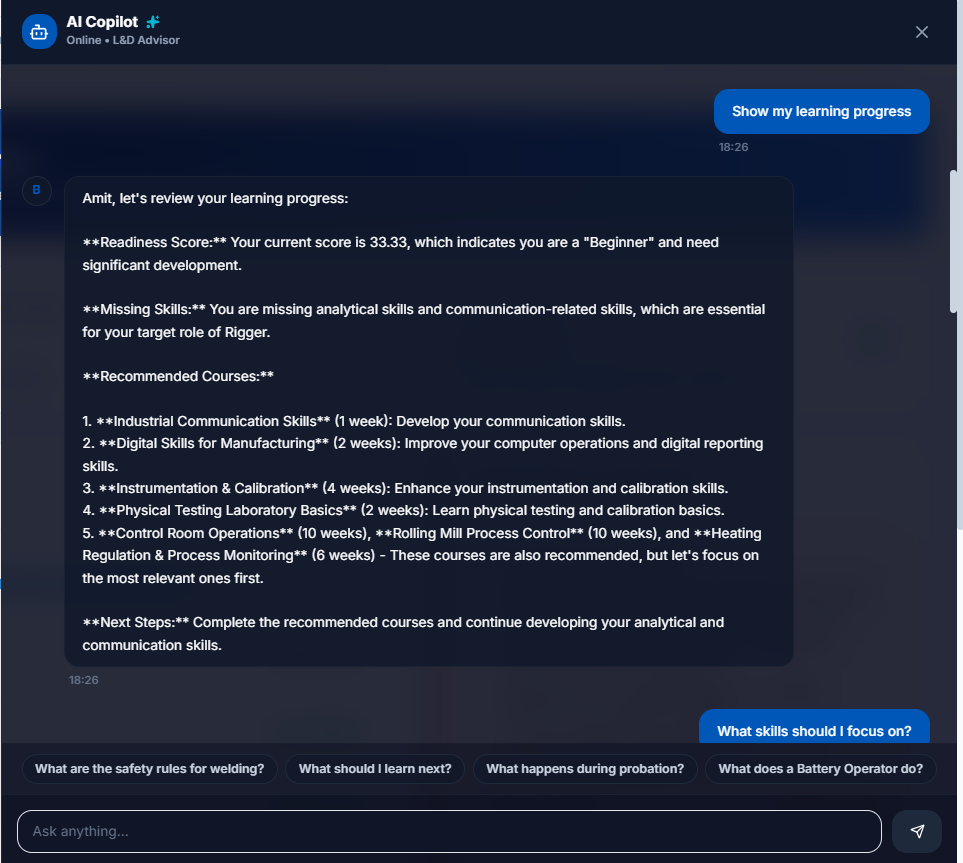 AI Copilot
Online • L&D Advisor
Show my learning progress
18:26
B
Amit, let's review your learning progress:
**Readiness Score:** Your current score is 33.33, which indicates you are a "Beginner" and need
significant development.
**Missing Skills:** You are missing analytical skills and communication-related skills, which are essential
for your target role of Rigger.
**Recommended Courses:**
1. **Industrial Communication Skills** (1 week): Develop your communication skills.
2. **Digital Skills for Manufacturing** (2 weeks): Improve your computer operations and digital reporting
skills.
3. **Instrumentation & Calibration** (4 weeks): Enhance your instrumentation and calibration skills.
4. **Physical Testing Laboratory Basics** (2 weeks): Learn physical testing and calibration basics.
5. **Control Room Operations** (10 weeks), **Rolling Mill Process Control** (10 weeks), and **Heating
Regulation & Process Monitoring** (6 weeks) - These courses are also recommended, but let's focus on
the most relevant ones first.
**Next Steps:** Complete the recommended courses and continue developing your analytical and
communication skills.
18:26
What skills should I focus on?
What are the safety rules for welding?
What should I learn next?
What happens during probation?
What does a Battery Operator do?
Ask anything...